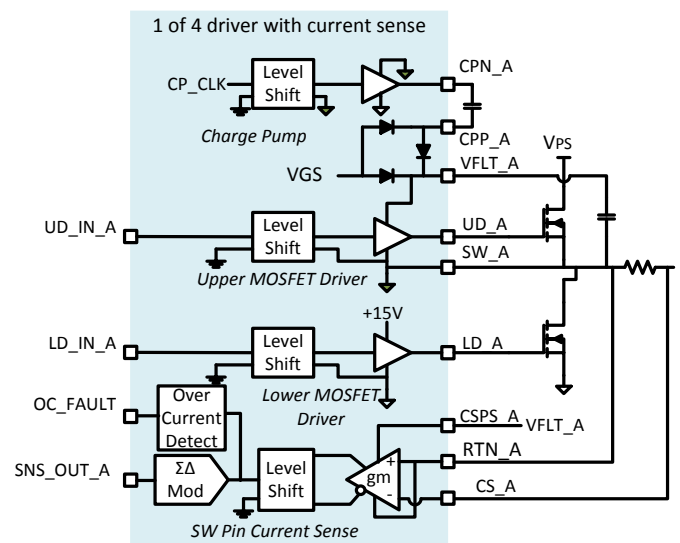 1 of 4 driver with current sense
CP_CLK
Level
Shift
CPN_A
Charge Pump
CPP_A
VGS
VFLT_A
VPS
UD_IN_A
Level
Shift
UD_A
SW_A
Upper MOSFET Driver
+15V
LD_IN_A
Level
Shift
LD_A
Lower MOSFET
Driver
OC_FAULT
Over
Current
Detect
CSPS_A
VFLT_A
RTN_A
SNS_OUT_A
ΣΔ
Mod
Level
Shift
+
gm
-
CS_A
SW Pin Current Sense